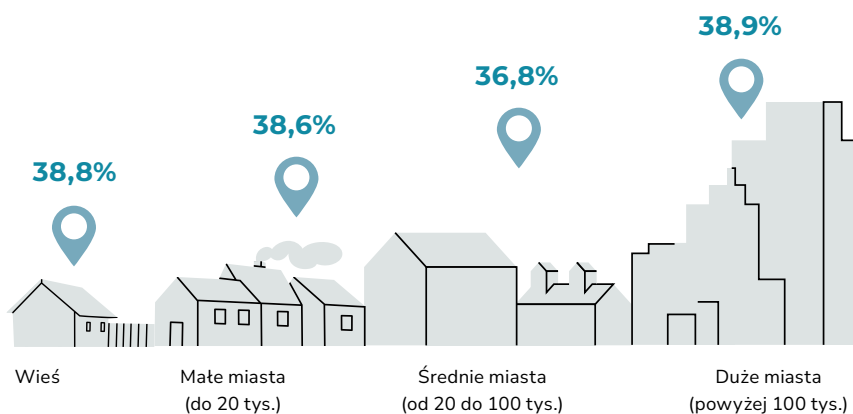 38,9%
36,8%
38,6%
38,8%
Wieś
Małe miasta
(do 20 tys.)
Średnie miasta
(od 20 do 100 tys.)
Duże miasta
(powyżej 100 tys.)